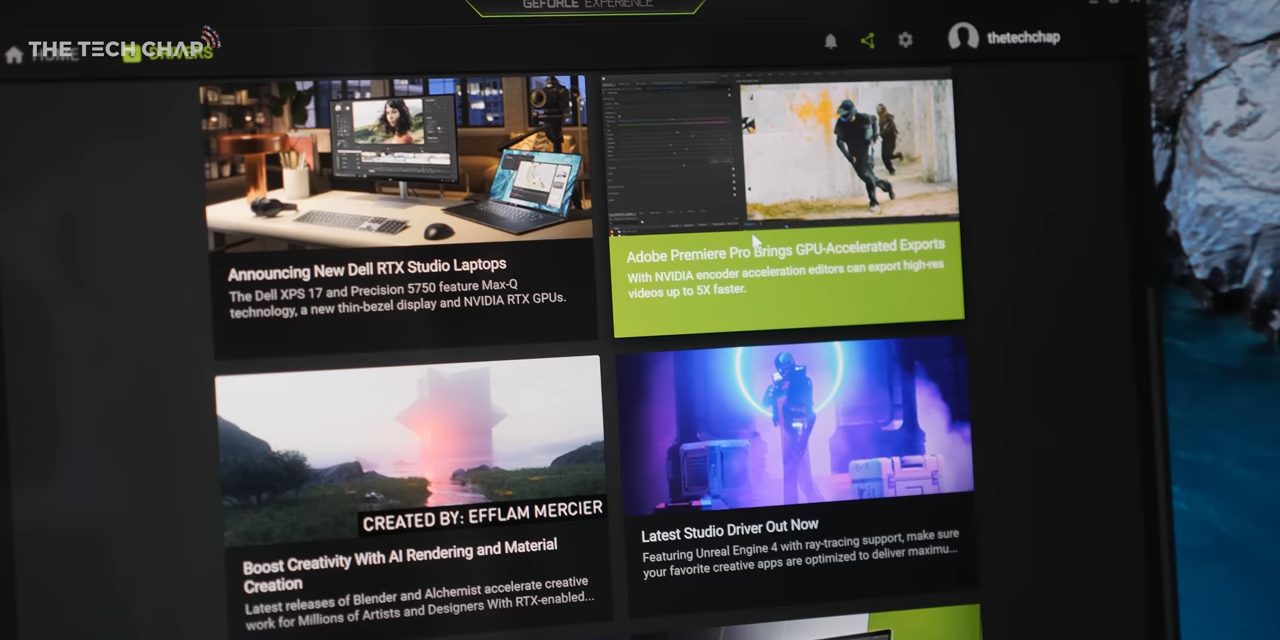 GEFORCE EXPERIENCE
THE TECH CHAP
HOME
DRIVERS
thetechchap
Announcing New Dell RTX Studio Laptops
The Dell XPS 17 and Precision 5750 feature Max-Q
technology, a new thin-bezel display and NVIDIA RTX GPUs.
Adobe Premiere Pro Brings GPU-Accelerated Exports
With NVIDIA encoder acceleration editors can export high-res
videos up to 5X faster.
CREATED BY: EFFLAM MERCIER
Boost Creativity With AI Rendering and Material
Creation
Latest releases of Blender and Alchemist accelerate creative
work for Millions of Artists and Designers With RTX-enabled...
Latest Studio Driver Out Now
Featuring Unreal Engine 4 with ray-tracing support, make sure
your favorite creative apps are optimized to deliver maximu...